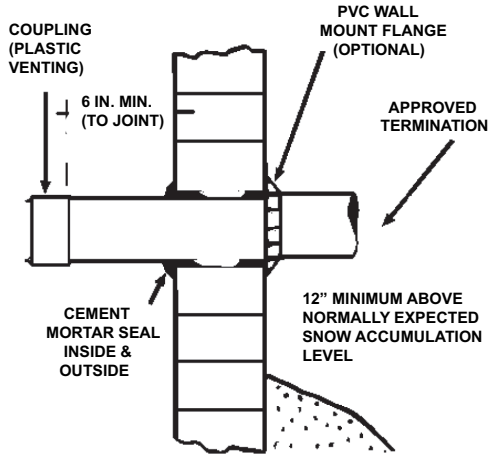 COUPLING
(PLASTIC
VENTING)
6 IN. MIN.
(TO JOINT)
PVC WALL
MOUNT FLANGE
(OPTIONAL)
APPROVED
TERMINATION
CEMENT
MORTAR SEAL
INSIDE &
OUTSIDE
12” MINIMUM ABOVE
NORMALLY EXPECTED
SNOW ACCUMULATION
LEVEL